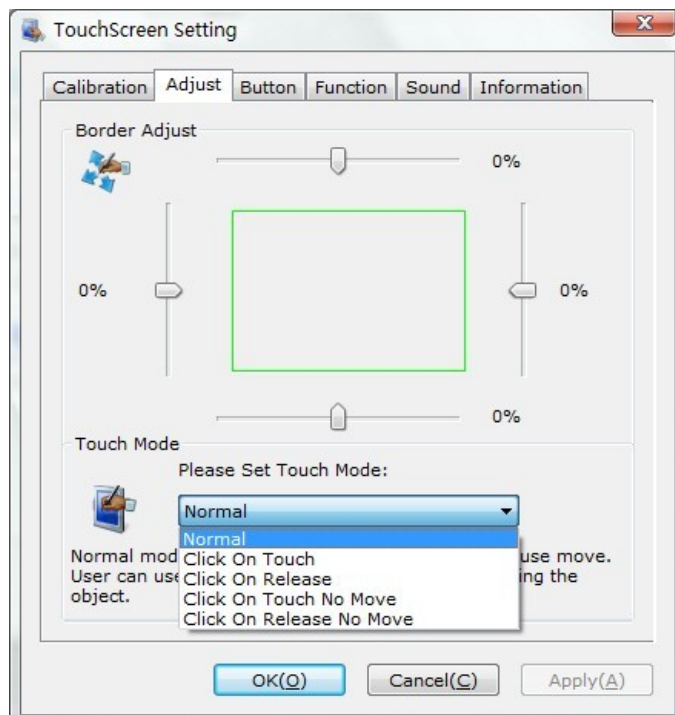 TouchScreen Setting
Calibration Adjust Button Function Sound Information
Border Adjust
0%
0% 0%
0%
Touch Mode
Please Set Touch Mode:
Normal
Normal
Click On Touch
Click On Release
Click On Touch No Move
Click On Release No Move
Normal mod use move.
User can use ing the
object.
OK(O) Cancel(C) Apply(A)